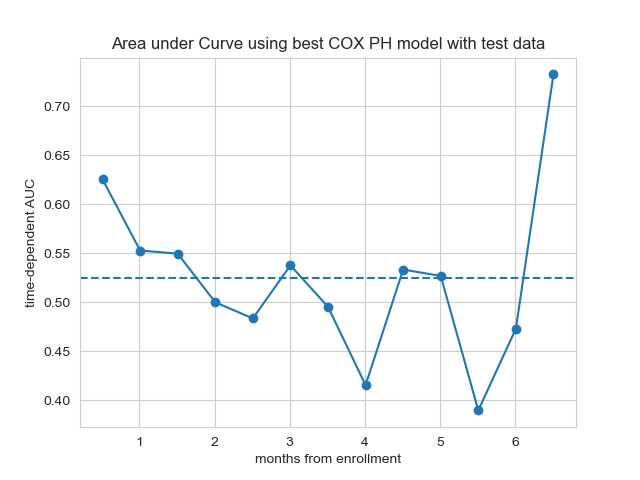 Area under Curve using best COX PH model with test data
time-dependent AUC
0.70
0.65
0.60
0.55
0.50
0.45
0.40
1 2 3 4 5 6
months from enrollment